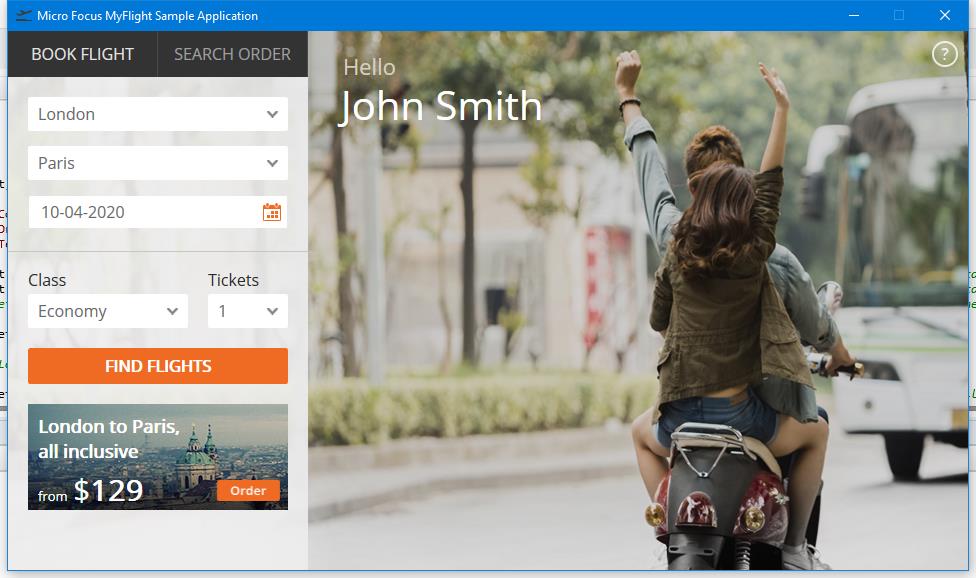 Micro Focus MyFlight Sample Application
BOOK FLIGHT
SEARCH ORDER
Hello
John Smith
?
London
Paris
10-04-2020
Class
Tickets
Economy
1
FIND FLIGHTS
London to Paris,
all inclusive
from $129
Order